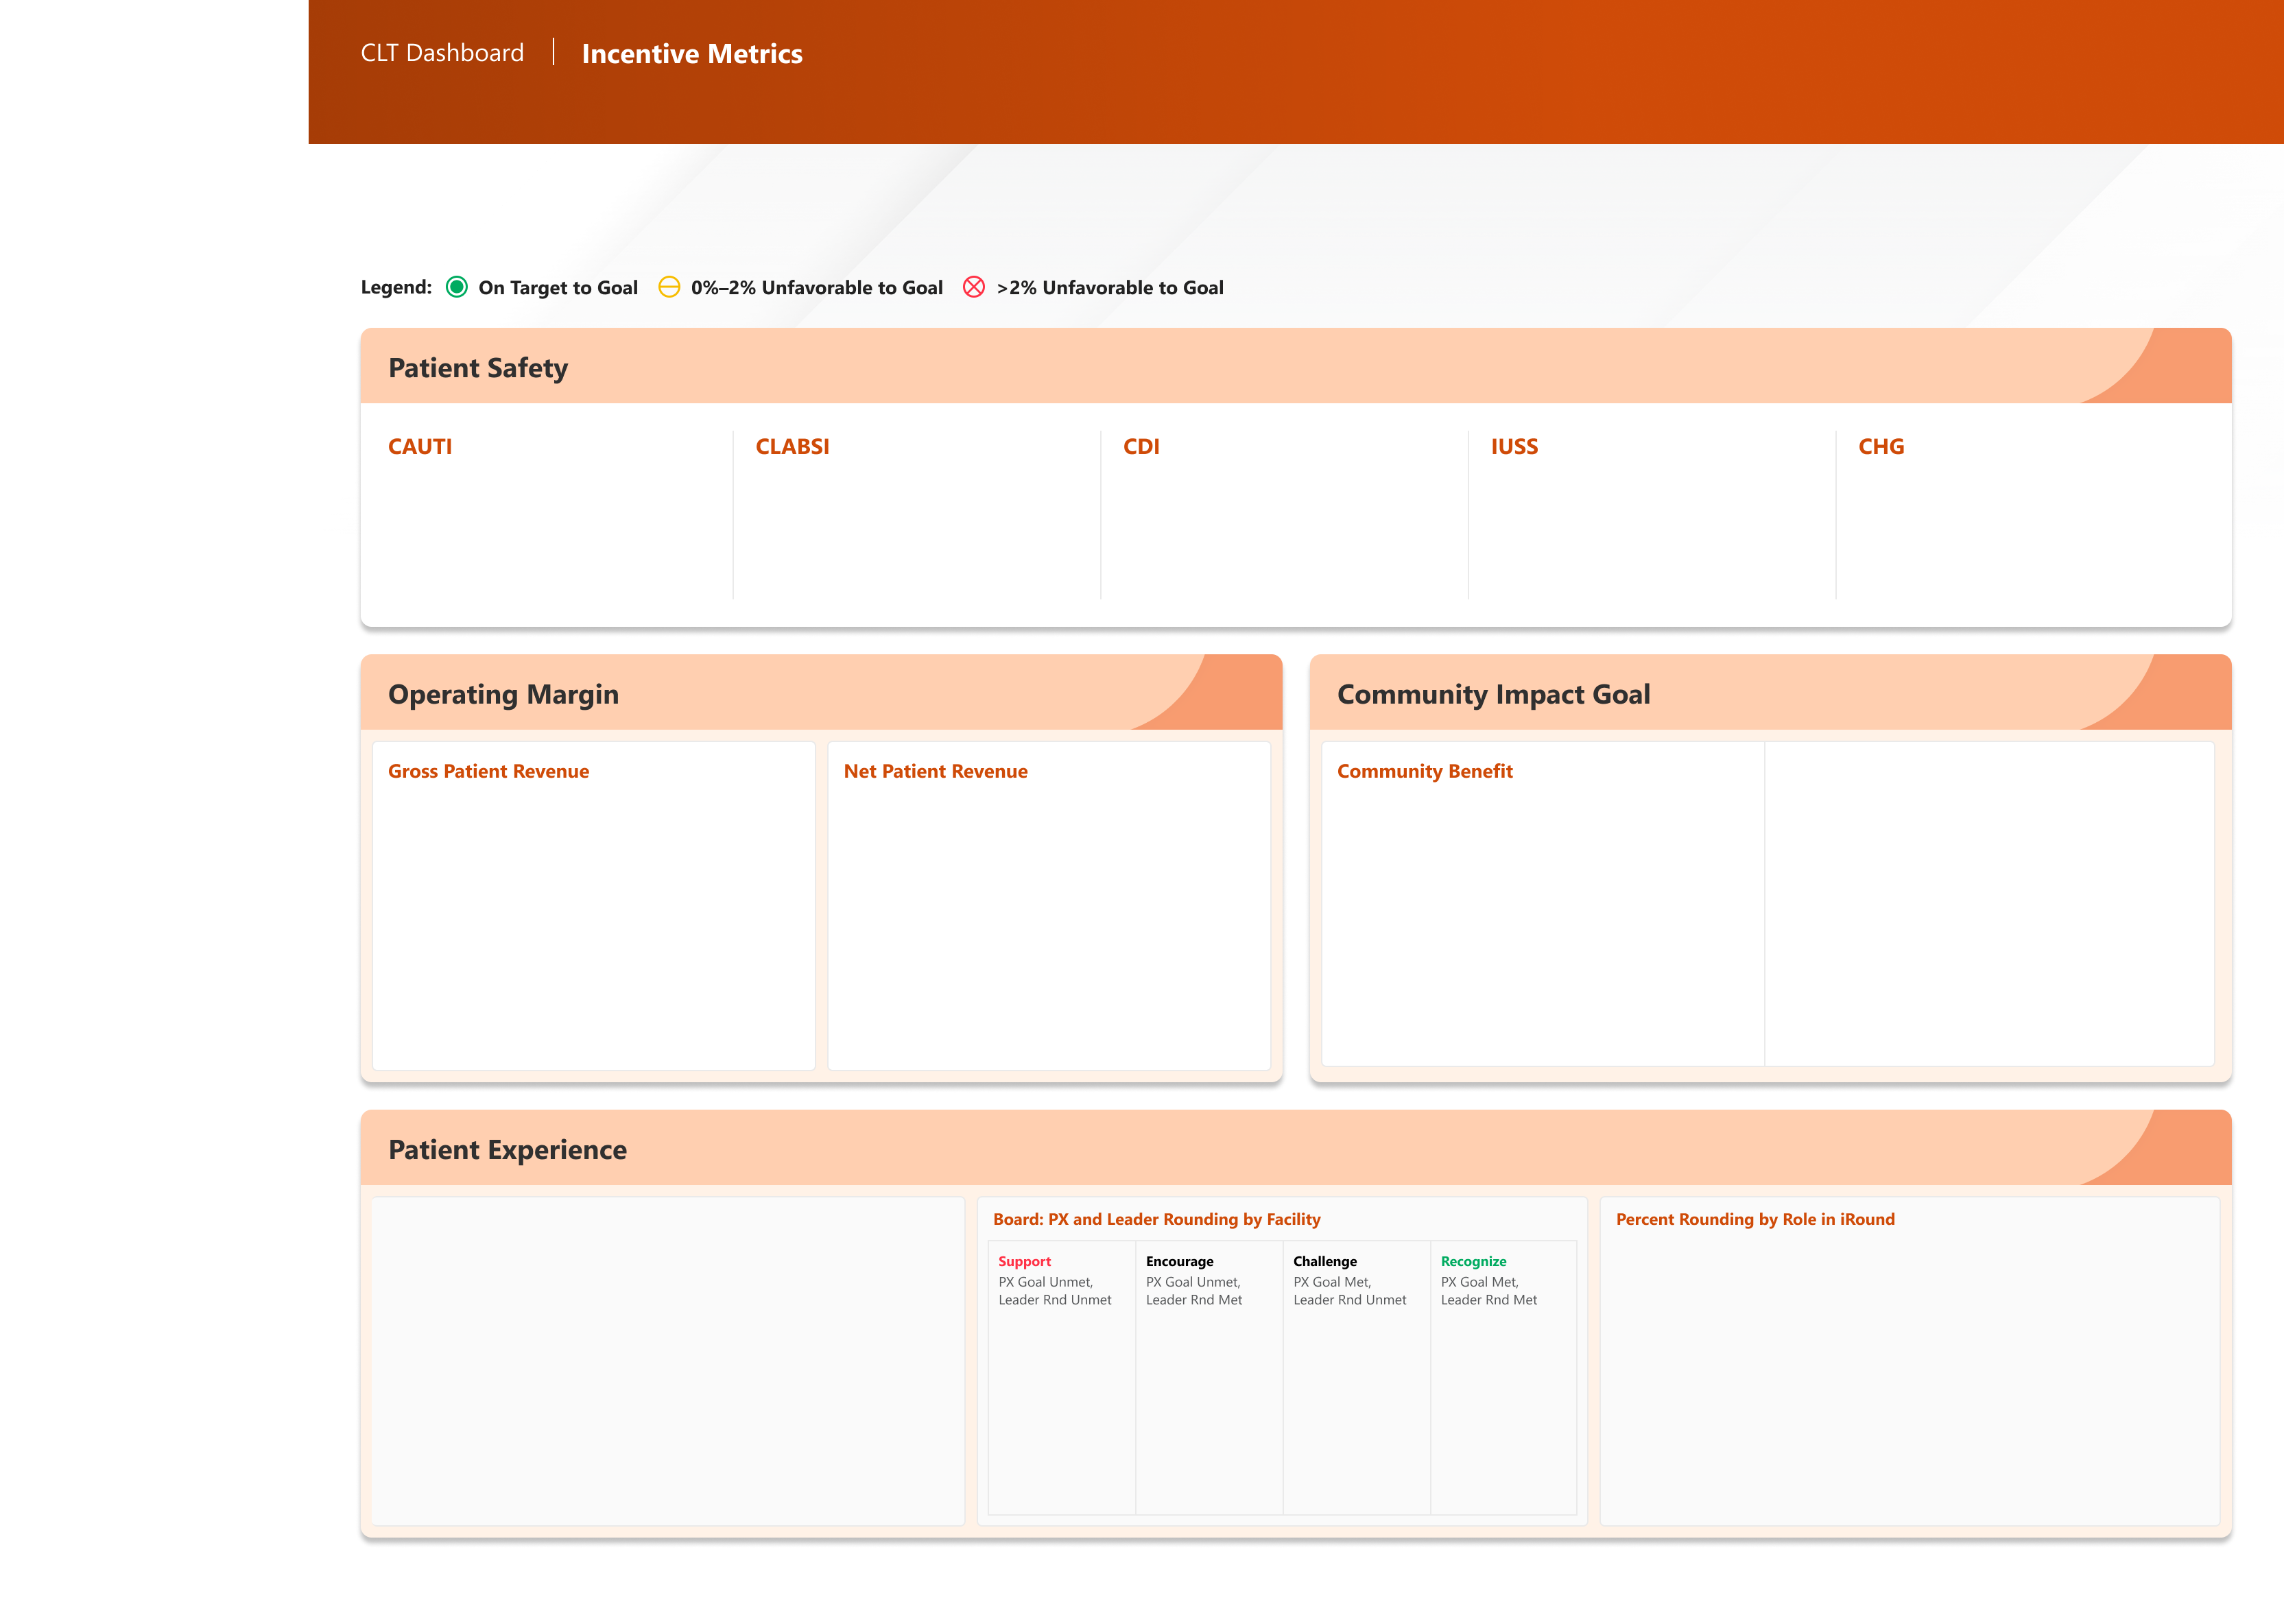 CLT Dashboard | Incentive Metrics
Legend: On Target to Goal 0%–2% Unfavorable to Goal >2% Unfavorable to Goal
Patient Safety
CAUTI CLABSI CDI IUSS CHG
Operating Margin
Gross Patient Revenue Net Patient Revenue
Community Impact Goal
Community Benefit
Patient Experience
Board: PX and Leader Rounding by Facility
Support
PX Goal Unmet,
Leader Rnd Unmet
Encourage
PX Goal Unmet,
Leader Rnd Met
Challenge
PX Goal Met,
Leader Rnd Unmet
Recognize
PX Goal Met,
Leader Rnd Met
Percent Rounding by Role in iRound